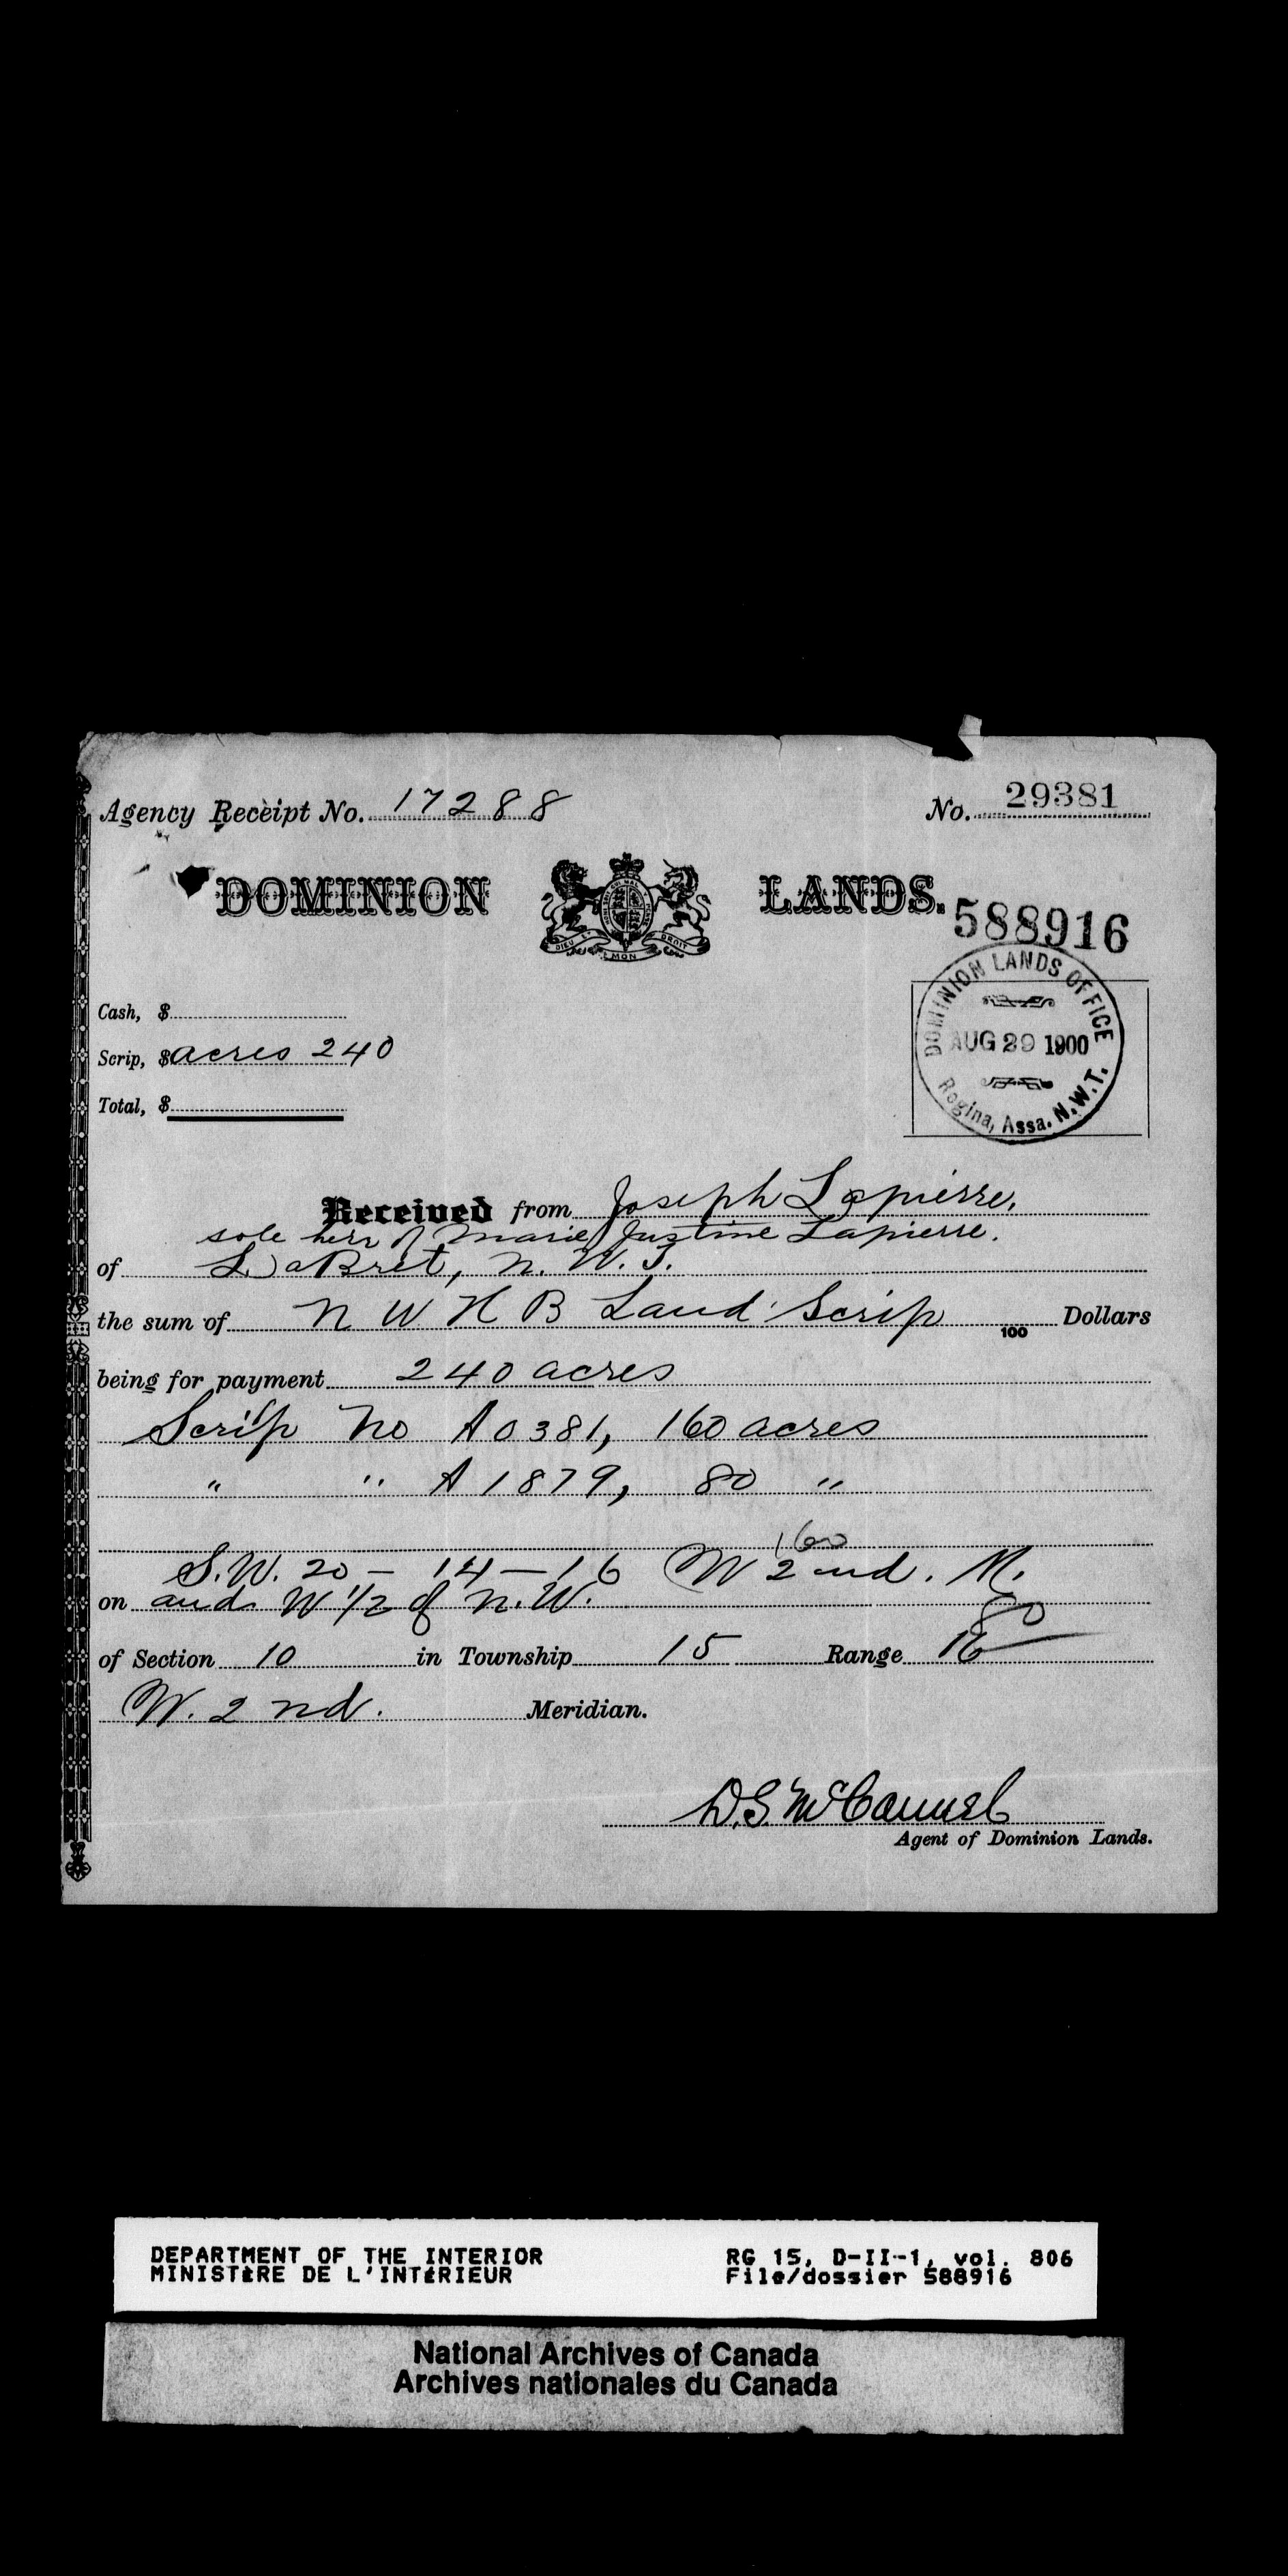 Agency Receipt No. 17288
No. 29381
DOMINION LANDS.
DIEU ET MON DROIT
588916
DOMINION LANDS OFFICE
AUG 29 1900
Regina, Assa. N.W.T.
Cash, $
Scrip, $ acres 240
Total, $
Received from Joseph Lapierre,
sole heir of Marie Justine Lapierre.
of LaBret, N.W.T.
the sum of N W H B Land Scrip 100 Dollars
being for payment 240 acres
Scrip No A0381, 160 acres
" " A1879, 80 "
160
S.W. 20 - 14 - 16 W 2nd. M.
on and W 1/2 of N.W.
80
of Section 10 in Township 15 Range 16
W. 2nd. Meridian.
D.S. McCannel
Agent of Dominion Lands.
DEPARTMENT OF THE INTERIOR RG 15, D-II-1, vol. 806
MINISTÈRE DE L'INTÉRIEUR File/dossier 588916
National Archives of Canada
Archives nationales du Canada